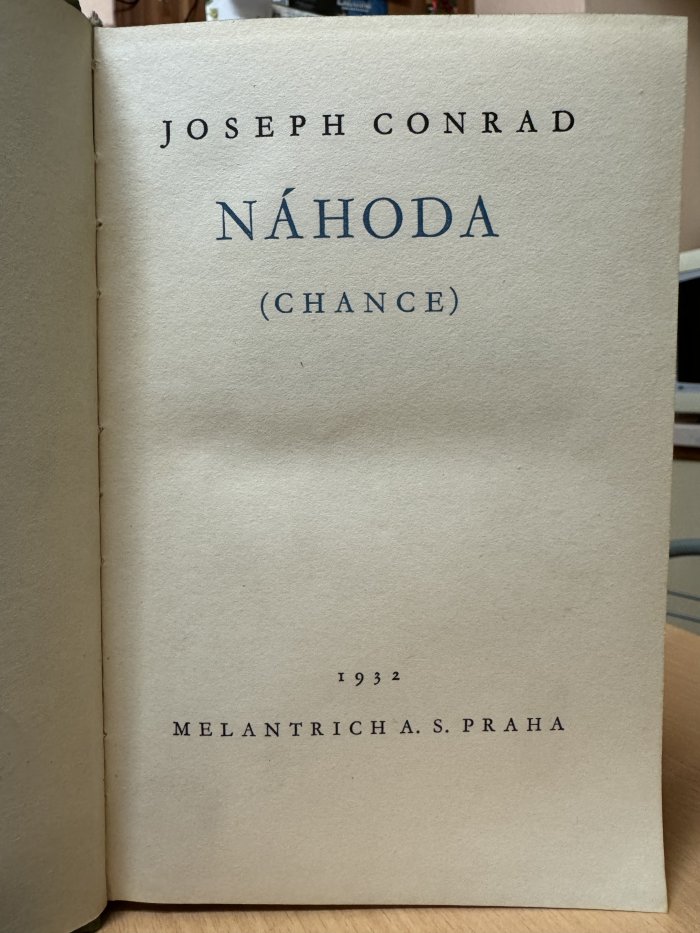 JOSEPH CONRAD
NÁHODA
(CHANCE)
1932
MELANTRICH A. S. PRAHA